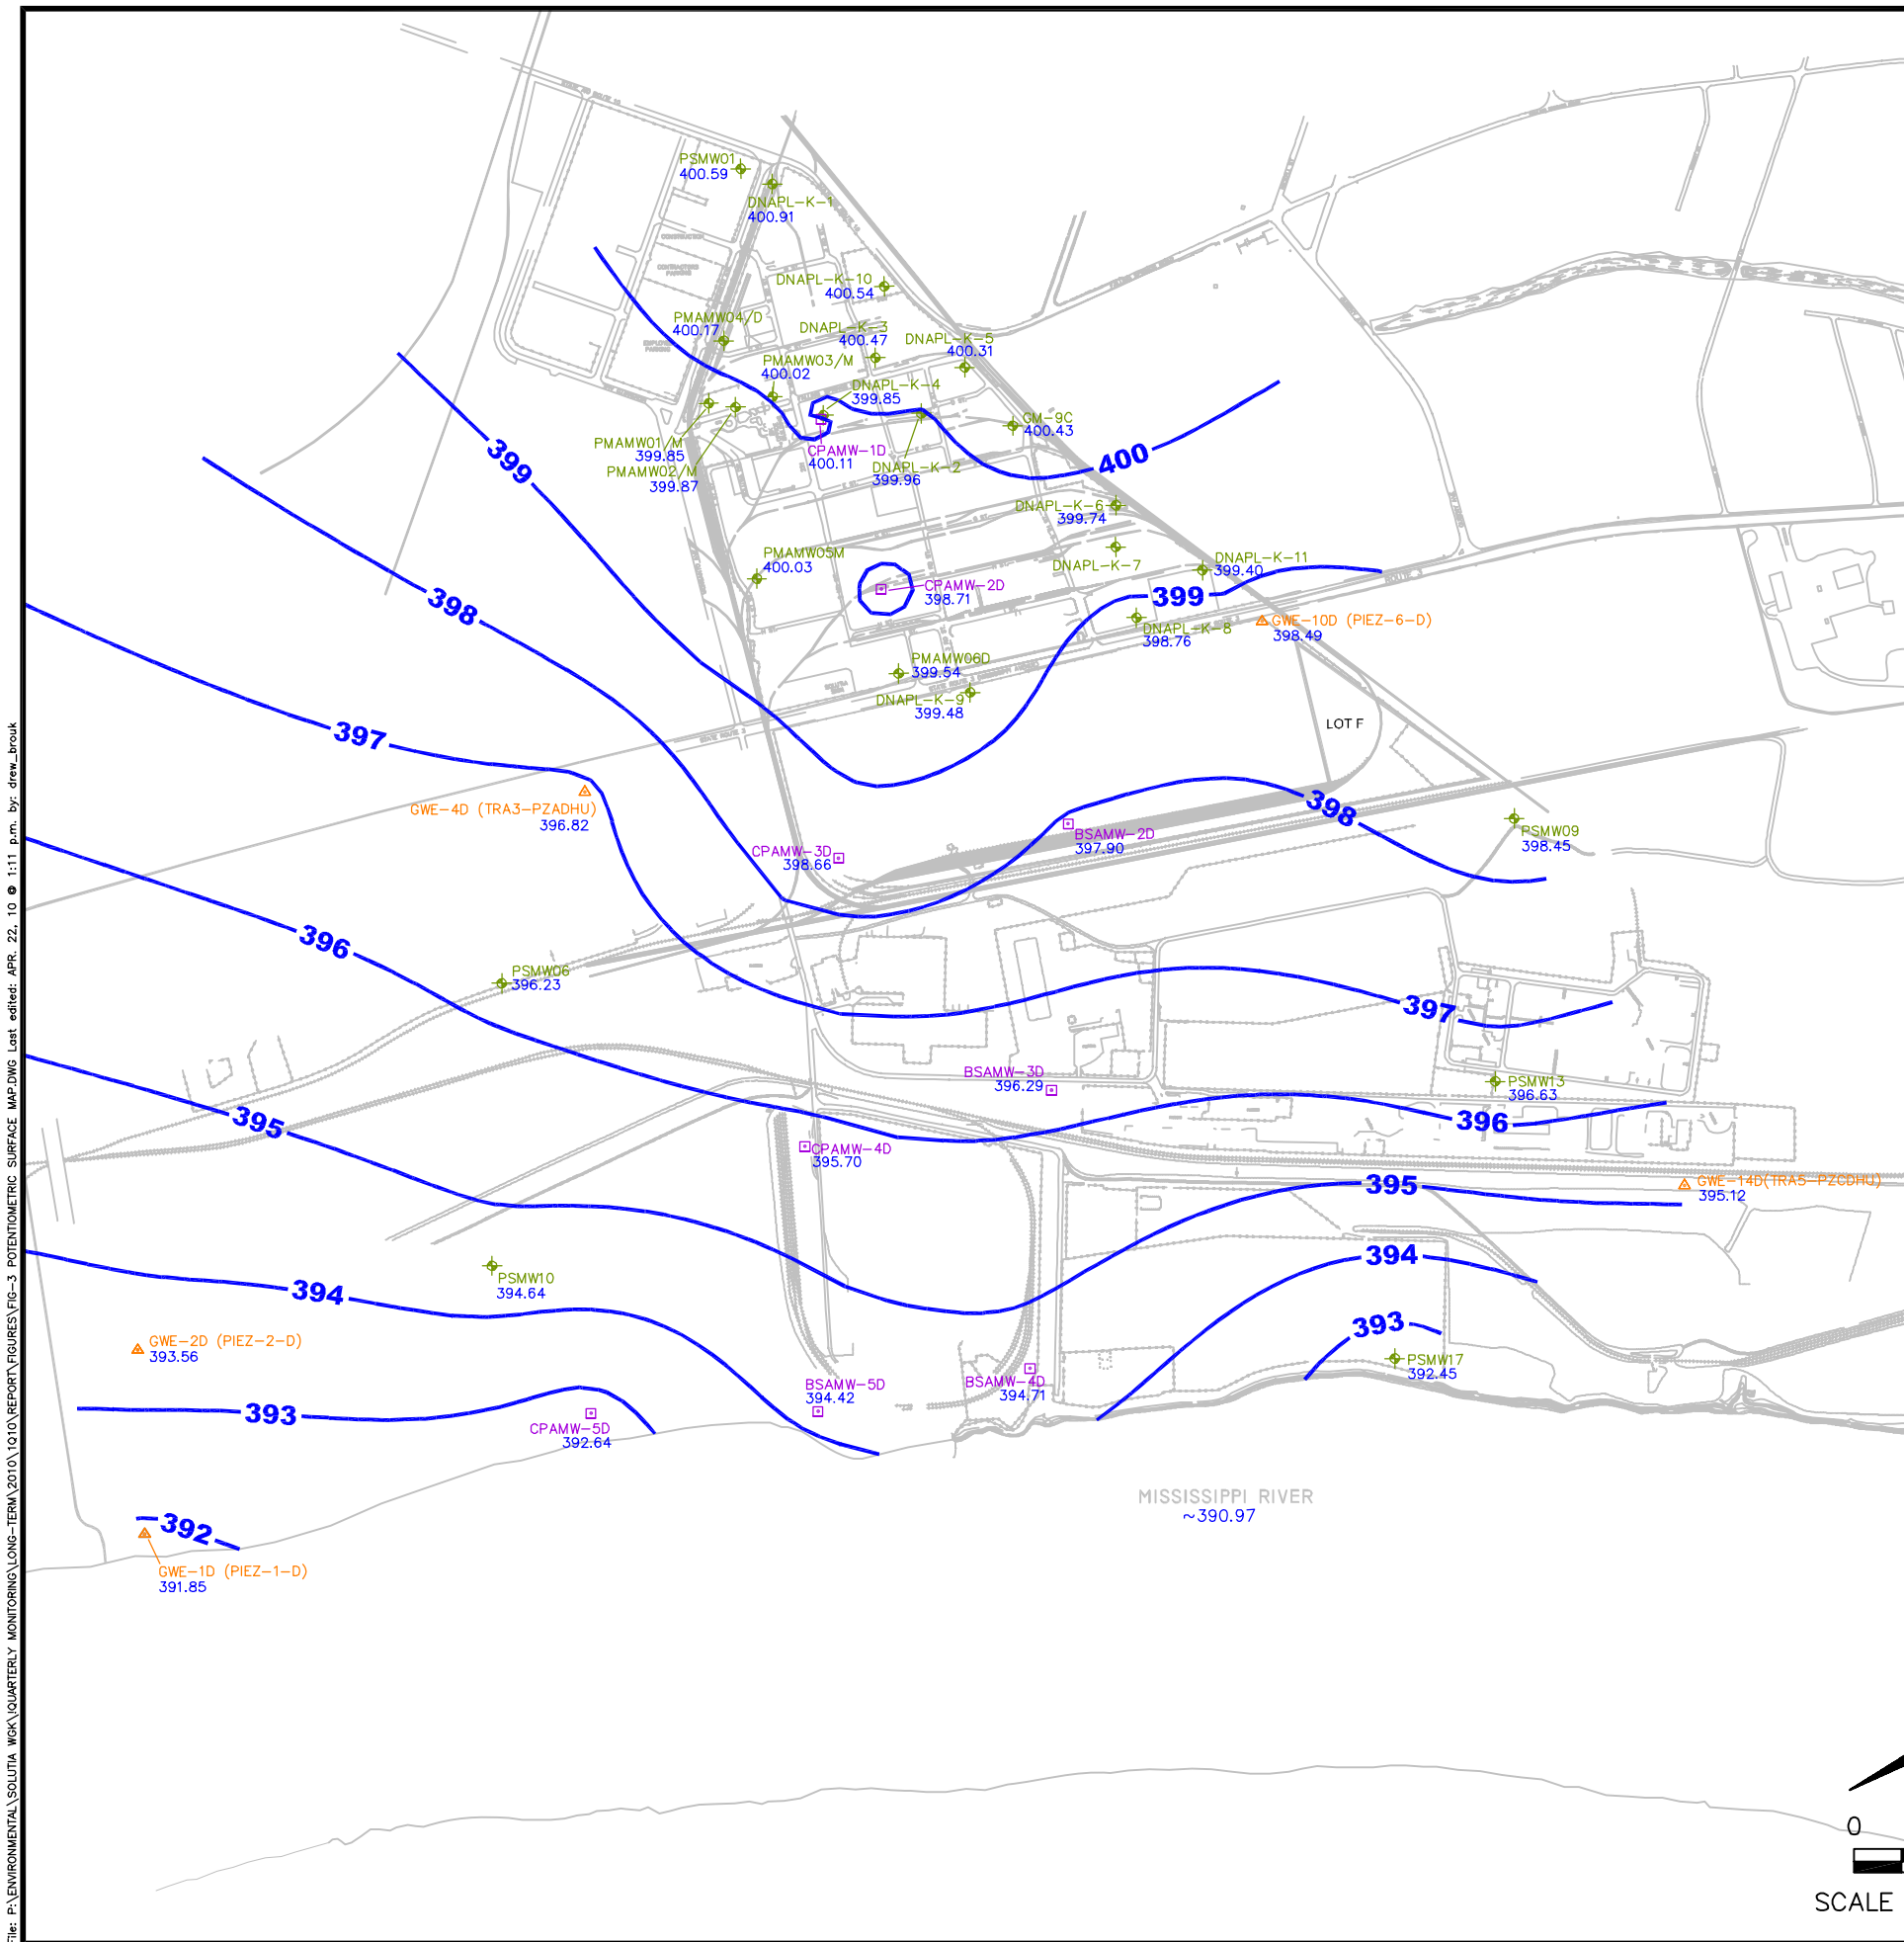 PSMW01
400.59
DNAPL-K-1
400.91
CONSTRUCTION
CONTRACTORS
PARKING
DNAPL-K-10
400.54
PMAMW04/D
400.17
DNAPL-K-3
400.47
DNAPL-K-5
400.31
EMPLOYEE
PARKING
PMAMW03/M
400.02
DNAPL-K-4
399.85
GM-9C
400.43
PMAMW01/M
399.85
PMAMW02/M
399.87
CPAMW-1D
400.11
DNAPL-K-2
399.96
400
399
DNAPL-K-6
399.74
DNAPL-K-7
DNAPL-K-11
399.40
PMAMW05M
400.03
CPAMW-2D
398.71
399
398
DNAPL-K-8
398.76
GWE-10D (PIEZ-6-D)
398.49
PMAMW06D
399.54
DNAPL-K-9
399.48
STATE ROUTE 3
LOT F
397
GWE-4D (TRA3-PZADHU)
396.82
398
BSAMW-2D
397.90
PSMW09
398.45
CPAMW-3D
398.66
396
PSMW06
396.23
397
BSAMW-3D
396.29
PSMW13
396.63
395
396
CPAMW-4D
395.70
395
GWE-14D(TRA5-PZCDHU)
395.12
394
PSMW10
394.64
394
393
GWE-2D (PIEZ-2-D)
393.56
PSMW17
392.45
BSAMW-5D
394.42
BSAMW-4D
394.71
393
CPAMW-5D
392.64
MISSISSIPPI RIVER
~390.97
392
GWE-1D (PIEZ-1-D)
391.85
0
SCALE
File: P:\ENVIRONMENTAL\SOLUTIA WGK\!QUARTERLY MONITORING\LONG-TERM\2010\1Q10\REPORT\FIGURES\FIG-3 POTENTIOMETRIC SURFACE MAP.DWG Last edited: APR. 22, 10 @ 1:11 p.m. by: drew_brouk